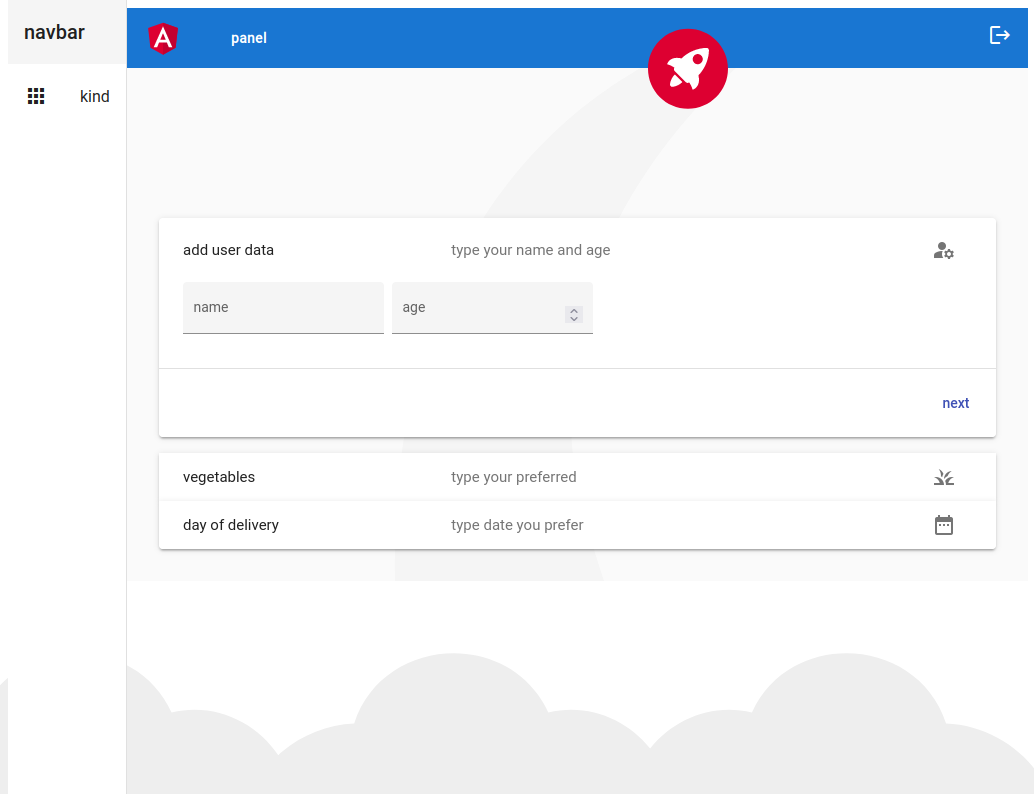 navbar
panel
kind
add user data
type your name and age
name
age
next
vegetables
type your preferred
day of delivery
type date you prefer